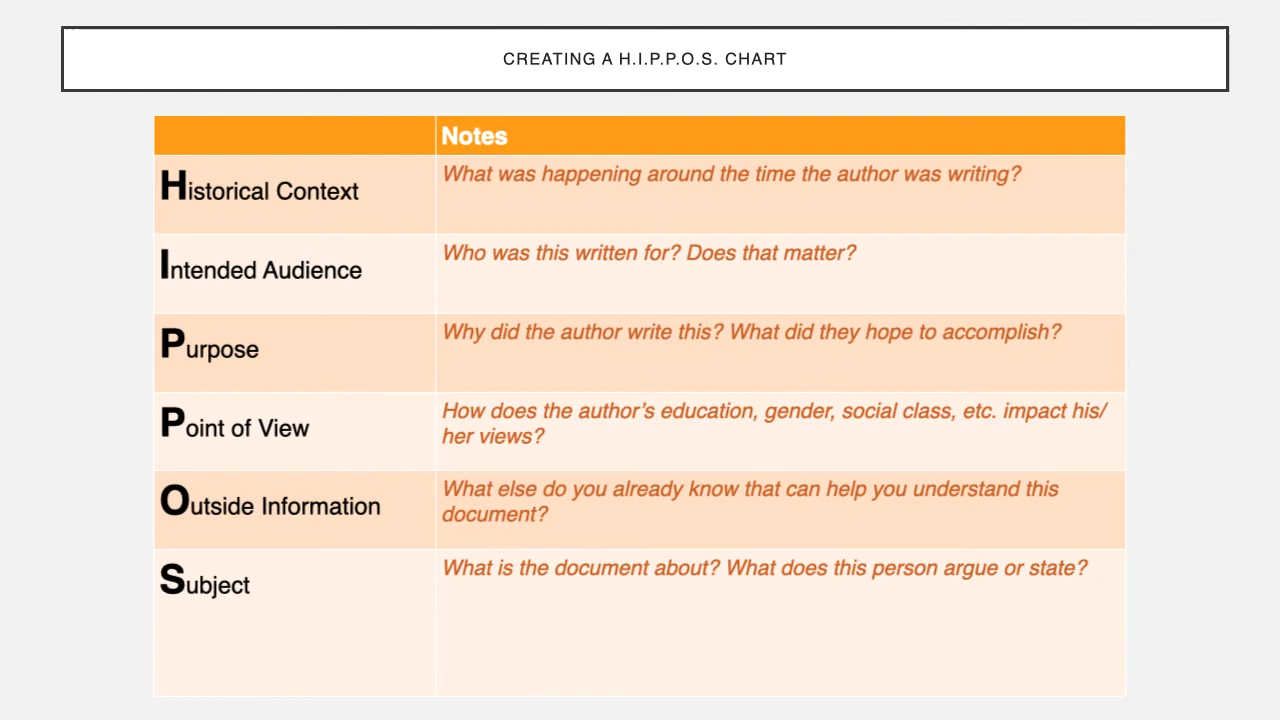 CREATING A H.I.P.P.O.S. CHART
Notes
Historical Context
What was happening around the time the author was writing?
Intended Audience
Who was this written for? Does that matter?
Purpose
Why did the author write this? What did they hope to accomplish?
Point of View
How does the author's education, gender, social class, etc. impact his/
her views?
Outside Information
What else do you already know that can help you understand this
document?
Subject
What is the document about? What does this person argue or state?